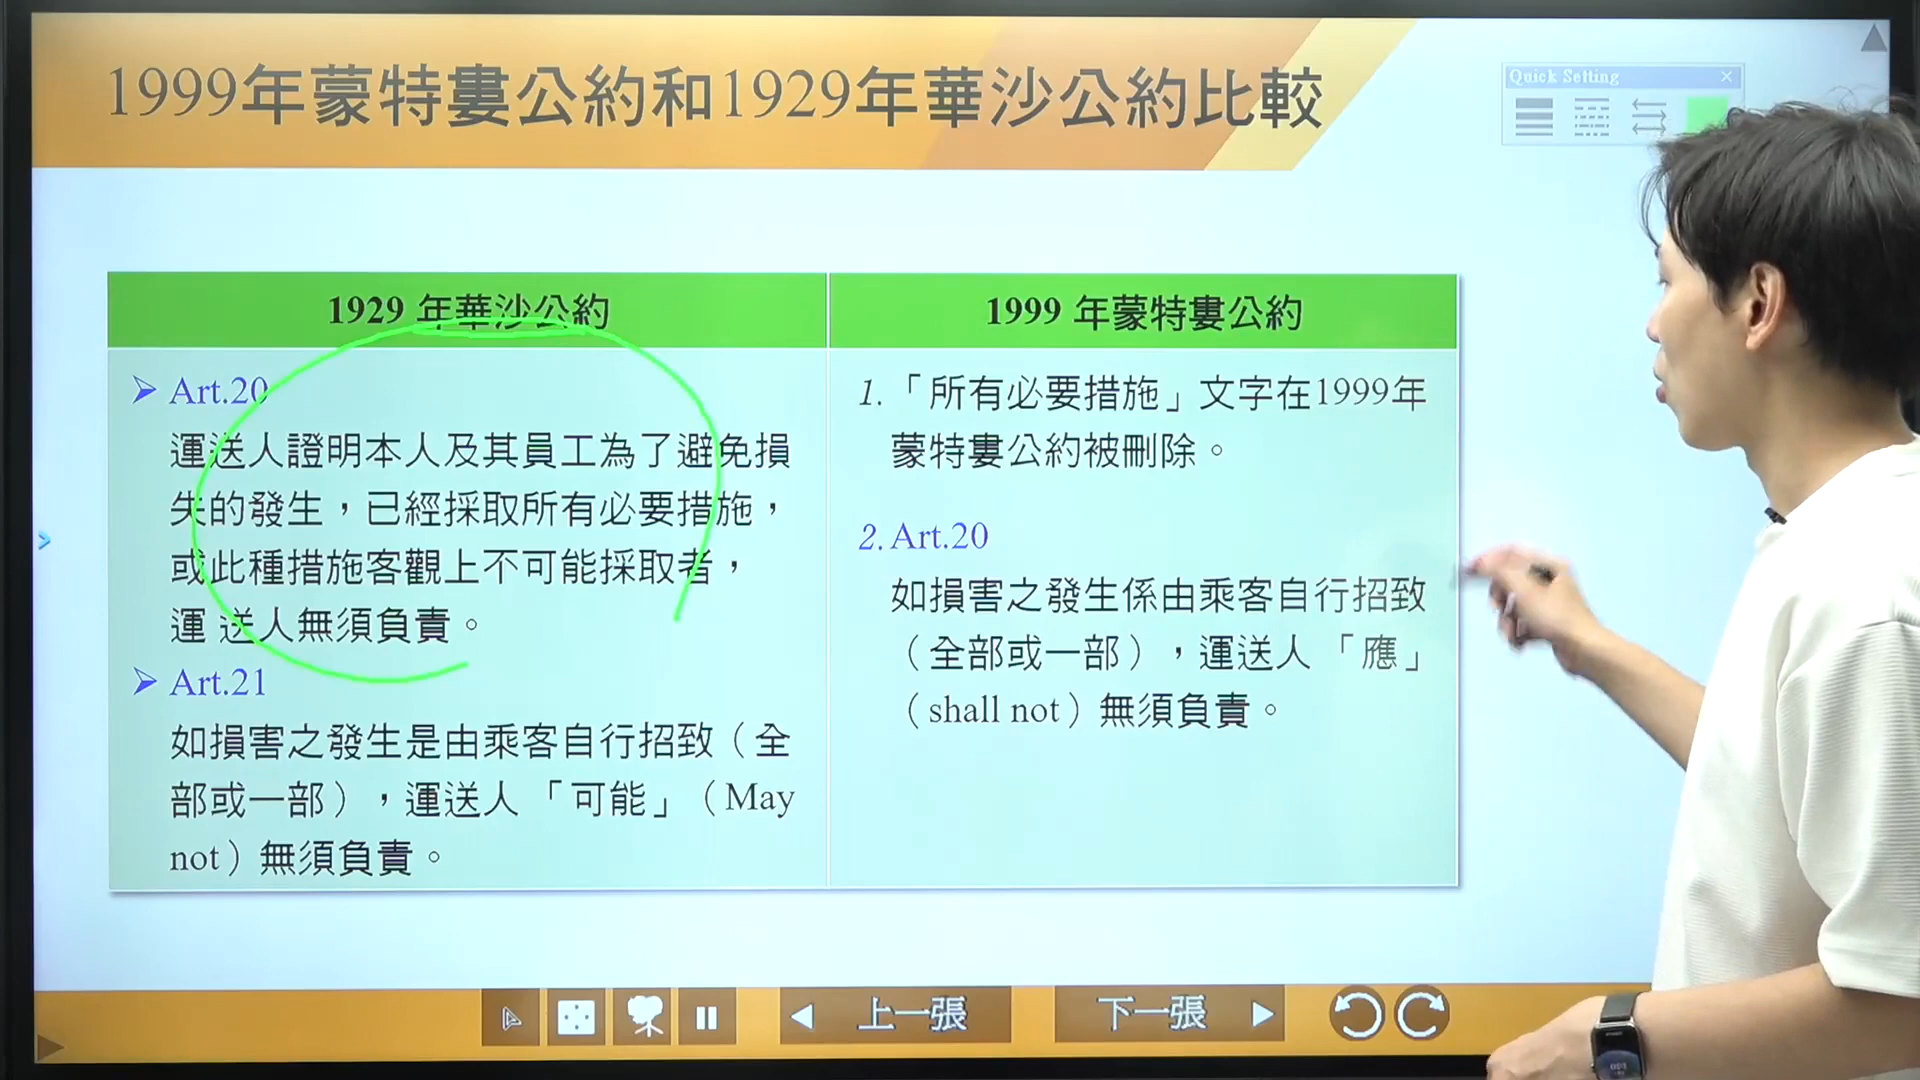 1999年蒙特婁公約和1929年華沙公約比較
Quick Setting
1929 年華沙公約
Art.20
運送人證明本人及其員工為了避免損
失的發生，已經採取所有必要措施，
或此種措施客觀上不可能採取者，
運 送人無須負責。
Art.21
如損害之發生是由乘客自行招致（全
部或一部），運送人「可能」（May
not）無須負責。
1999 年蒙特婁公約
1.「所有必要措施」文字在1999年
蒙特婁公約被刪除。
2. Art.20
如損害之發生係由乘客自行招致
（全部或一部），運送人「應」
（shall not）無須負責。
上一張
下一張